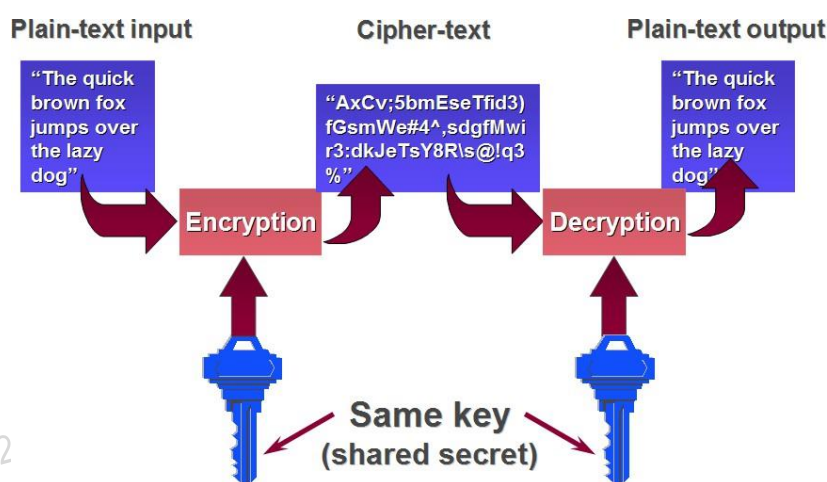 Plain-text input
Cipher-text
Plain-text output
“The quick
brown fox
jumps over
the lazy
dog”
“AxCv;5bmEseTfid3)
fGsmWe#4^,sdgfMwi
r3:dkJeTsY8R\s@!q3
%”
“The quick
brown fox
jumps over
the lazy
dog”
Encryption
Decryption
Same key
(shared secret)
2